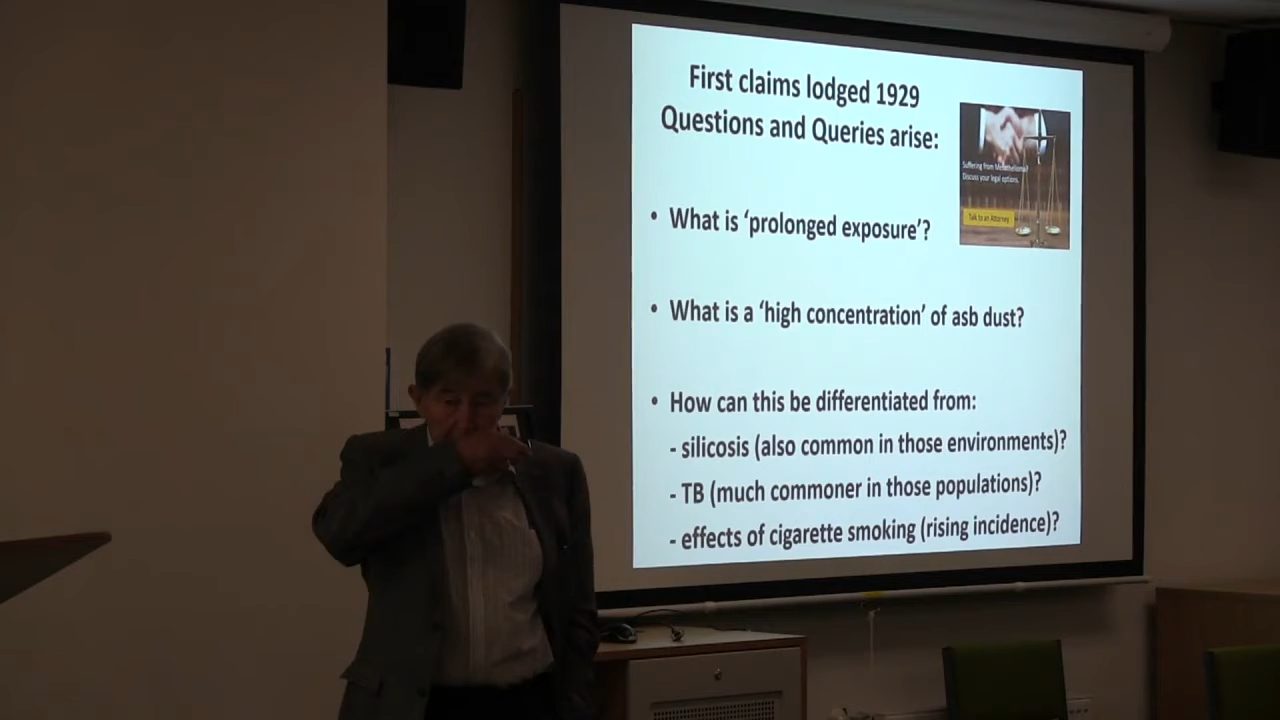 First claims lodged 1929
Questions and Queries arise:
Suffering from Mesothelioma?
Discuss your legal options.
Talk to an Attorney
• What is ‘prolonged exposure’?
• What is a ‘high concentration’ of asb dust?
• How can this be differentiated from:
- silicosis (also common in those environments)?
- TB (much commoner in those populations)?
- effects of cigarette smoking (rising incidence)?